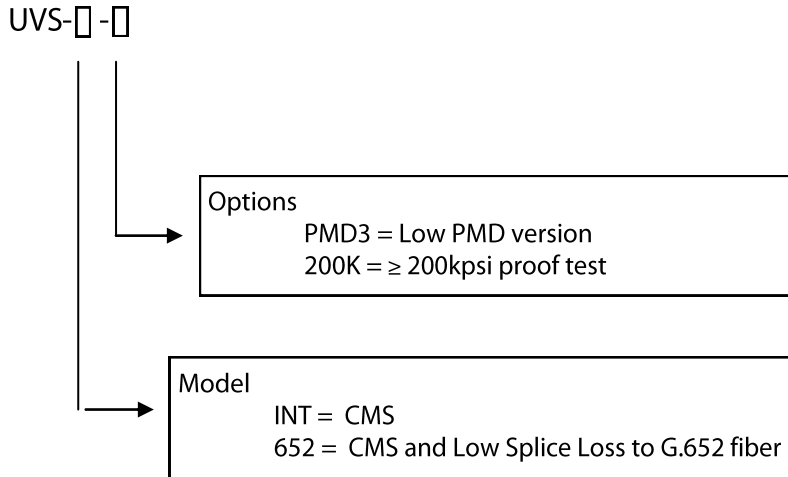 UVS-▯ -▯
Options
PMD3 = Low PMD version
200K = ≥ 200kpsi proof test
Model
INT = CMS
652 = CMS and Low Splice Loss to G.652 fiber